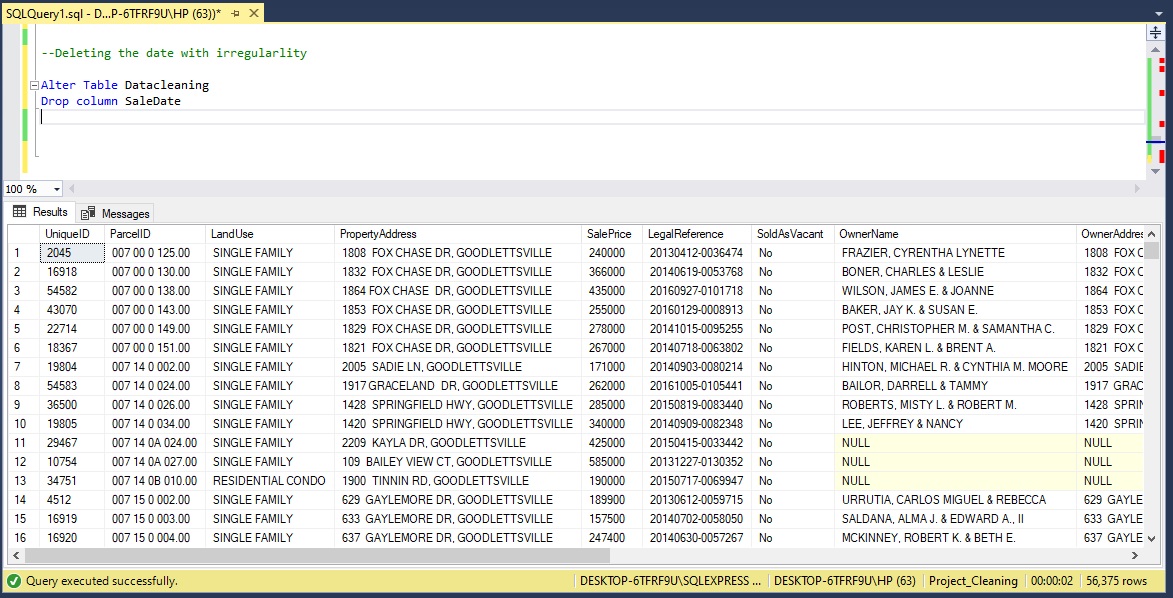 SQLQuery1.sql - D...P-6TFRF9U\HP (63))*
--Deleting the date with irregularlity
Alter Table Datacleaning
Drop column SaleDate
100 %
Results Messages
UniqueID ParcelID LandUse PropertyAddress SalePrice LegalReference SoldAsVacant OwnerName OwnerAddres
1 2045 007 00 0 125.00 SINGLE FAMILY 1808 FOX CHASE DR, GOODLETTSVILLE 240000 20130412-0036474 No FRAZIER, CYRENTHA LYNETTE 1808 FOX C
2 16918 007 00 0 130.00 SINGLE FAMILY 1832 FOX CHASE DR, GOODLETTSVILLE 366000 20140619-0053768 No BONER, CHARLES & LESLIE 1832 FOX C
3 54582 007 00 0 138.00 SINGLE FAMILY 1864 FOX CHASE DR, GOODLETTSVILLE 435000 20160927-0101718 No WILSON, JAMES E. & JOANNE 1864 FOX C
4 43070 007 00 0 143.00 SINGLE FAMILY 1853 FOX CHASE DR, GOODLETTSVILLE 255000 20160129-0008913 No BAKER, JAY K. & SUSAN E. 1853 FOX C
5 22714 007 00 0 149.00 SINGLE FAMILY 1829 FOX CHASE DR, GOODLETTSVILLE 278000 20141015-0095255 No POST, CHRISTOPHER M. & SAMANTHA C. 1829 FOX C
6 18367 007 00 0 151.00 SINGLE FAMILY 1821 FOX CHASE DR, GOODLETTSVILLE 267000 20140718-0063802 No FIELDS, KAREN L. & BRENT A. 1821 FOX C
7 19804 007 14 0 002.00 SINGLE FAMILY 2005 SADIE LN, GOODLETTSVILLE 171000 20140903-0080214 No HINTON, MICHAEL R. & CYNTHIA M. MOORE 2005 SADIE
8 54583 007 14 0 024.00 SINGLE FAMILY 1917 GRACELAND DR, GOODLETTSVILLE 262000 20161005-0105441 No BAILOR, DARRELL & TAMMY 1917 GRAC
9 36500 007 14 0 026.00 SINGLE FAMILY 1428 SPRINGFIELD HWY, GOODLETTSVILLE 285000 20150819-0083440 No ROBERTS, MISTY L. & ROBERT M. 1428 SPRIN
10 19805 007 14 0 034.00 SINGLE FAMILY 1420 SPRINGFIELD HWY, GOODLETTSVILLE 340000 20140909-0082348 No LEE, JEFFREY & NANCY 1420 SPRIN
11 29467 007 14 0A 024.00 SINGLE FAMILY 2209 KAYLA DR, GOODLETTSVILLE 425000 20150415-0033442 No NULL NULL
12 10754 007 14 0A 027.00 SINGLE FAMILY 109 BAILEY VIEW CT, GOODLETTSVILLE 585000 20131227-0130352 No NULL NULL
13 34751 007 14 0B 010.00 RESIDENTIAL CONDO 1900 TINNIN RD, GOODLETTSVILLE 190000 20150717-0069947 No NULL NULL
14 4512 007 15 0 002.00 SINGLE FAMILY 629 GAYLEMORE DR, GOODLETTSVILLE 189900 20130612-0059715 No URRUTIA, CARLOS MIGUEL & REBECCA 629 GAYLE
15 16919 007 15 0 003.00 SINGLE FAMILY 633 GAYLEMORE DR, GOODLETTSVILLE 157500 20140702-0058050 No SALDANA, ALMA J. & EDWARD A., II 633 GAYLE
16 16920 007 15 0 004.00 SINGLE FAMILY 637 GAYLEMORE DR, GOODLETTSVILLE 247400 20140630-0057267 No MCKINNEY, ROBERT K. & BETH E. 637 GAYLE
Query executed successfully. DESKTOP-6TFRF9U\SQLEXPRESS ... DESKTOP-6TFRF9U\HP (63) Project_Cleaning 00:00:02 56,375 rows